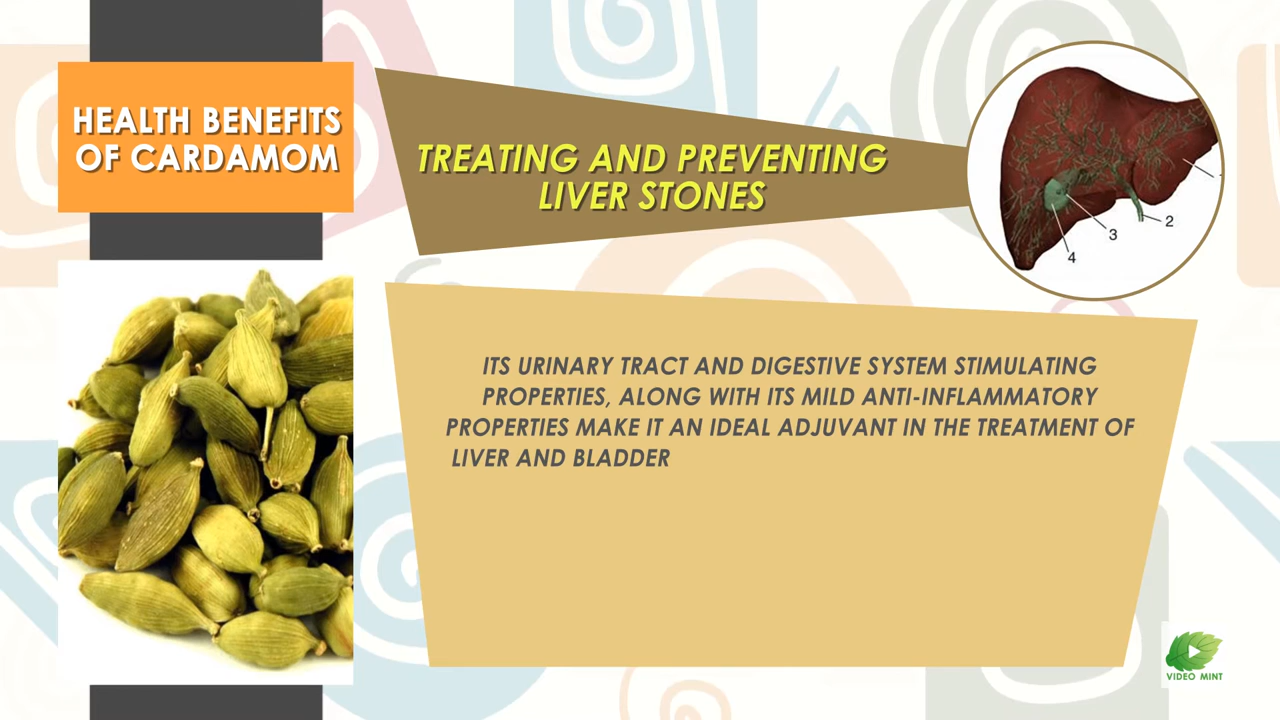 HEALTH BENEFITS
OF CARDAMOM
TREATING AND PREVENTING
LIVER STONES
2
3
4
ITS URINARY TRACT AND DIGESTIVE SYSTEM STIMULATING
PROPERTIES, ALONG WITH ITS MILD ANTI-INFLAMMATORY
PROPERTIES MAKE IT AN IDEAL ADJUVANT IN THE TREATMENT OF
LIVER AND BLADDER
VIDEO MINT